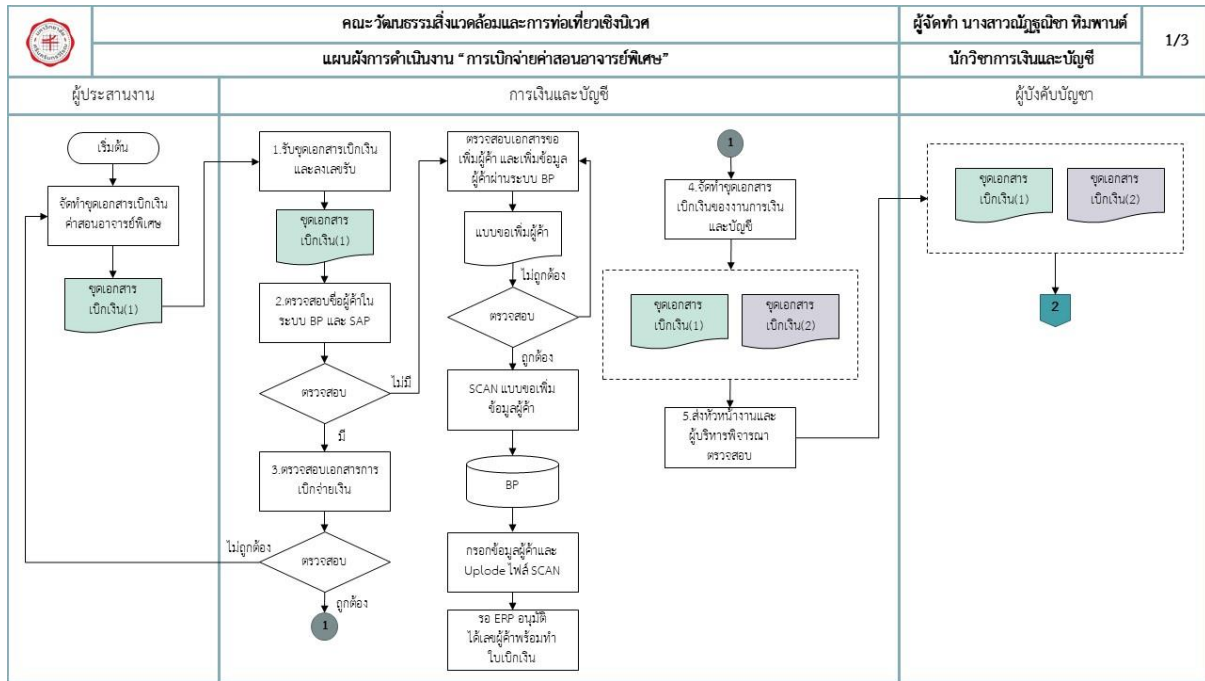 คณะวัฒนธรรมสิ่งแวดล้อมและการท่องเที่ยวเชิงนิเวศ
ผู้จัดทำ นางสาวณัฏฐณิชา หิมพานต์
1/3
แผนผังการดำเนินงาน “การเบิกจ่ายค่าสอนอาจารย์พิเศษ”
นักวิชาการเงินและบัญชี
ผู้ประสานงาน
การเงินและบัญชี
ผู้บังคับบัญชา
เริ่มต้น
จัดทำชุดเอกสารเบิกเงิน
ค่าสอนอาจารย์พิเศษ
ชุดเอกสาร
เบิกเงิน(1)
1.รับชุดเอกสารเบิกเงิน
และลงเลขรับ
ชุดเอกสาร
เบิกเงิน(1)
2.ตรวจสอบชื่อผู้ค้าใน
ระบบ BP และ SAP
ตรวจสอบ
ไม่มี
มี
3.ตรวจสอบเอกสารการ
เบิกจ่ายเงิน
ไม่ถูกต้อง
ตรวจสอบ
ถูกต้อง
1
ตรวจสอบเอกสารขอ
เพิ่มผู้ค้า และเพิ่มข้อมูล
ผู้ค้าผ่านระบบ BP
แบบขอเพิ่มผู้ค้า
ไม่ถูกต้อง
ตรวจสอบ
ถูกต้อง
SCAN แบบขอเพิ่ม
ข้อมูลผู้ค้า
BP
กรอกข้อมูลผู้ค้าและ
Uplode ไฟล์ SCAN
รอ ERP อนุมัติ
ได้เลขผู้ค้าพร้อมทำ
ใบเบิกเงิน
1
4.จัดทำชุดเอกสาร
เบิกเงินของงานการเงิน
และบัญชี
ชุดเอกสาร
เบิกเงิน(1)
ชุดเอกสาร
เบิกเงิน(2)
5.ส่งหัวหน้างานและ
ผู้บริหารพิจารณา
ตรวจสอบ
ชุดเอกสาร
เบิกเงิน(1)
ชุดเอกสาร
เบิกเงิน(2)
2